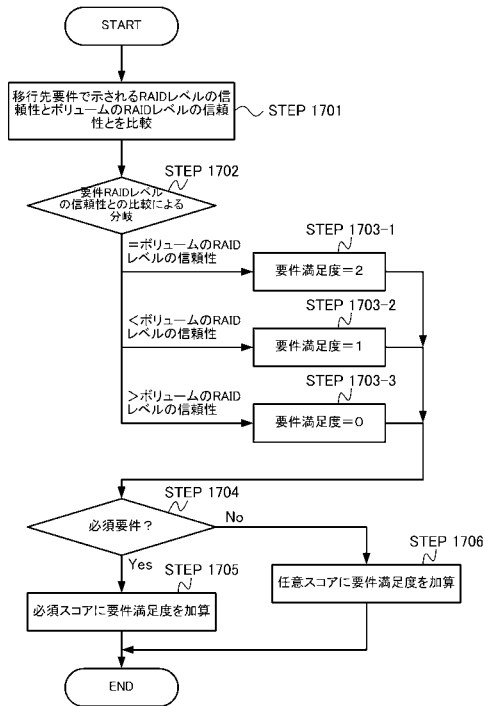 START
移行先要件で示されるRAIDレベルの信
頼性とボリュームのRAIDレベルの信頼
性とを比較
STEP 1701
STEP 1702
要件RAIDレベル
の信頼性との比較による
分岐
=ボリュームのRAID
レベルの信頼性
STEP 1703-1
要件満足度=2
<ボリュームのRAID
レベルの信頼性
STEP 1703-2
要件満足度=1
>ボリュームのRAID
レベルの信頼性
STEP 1703-3
要件満足度=0
STEP 1704
必須要件?
No
Yes
STEP 1705
必須スコアに要件満足度を加算
STEP 1706
任意スコアに要件満足度を加算
END